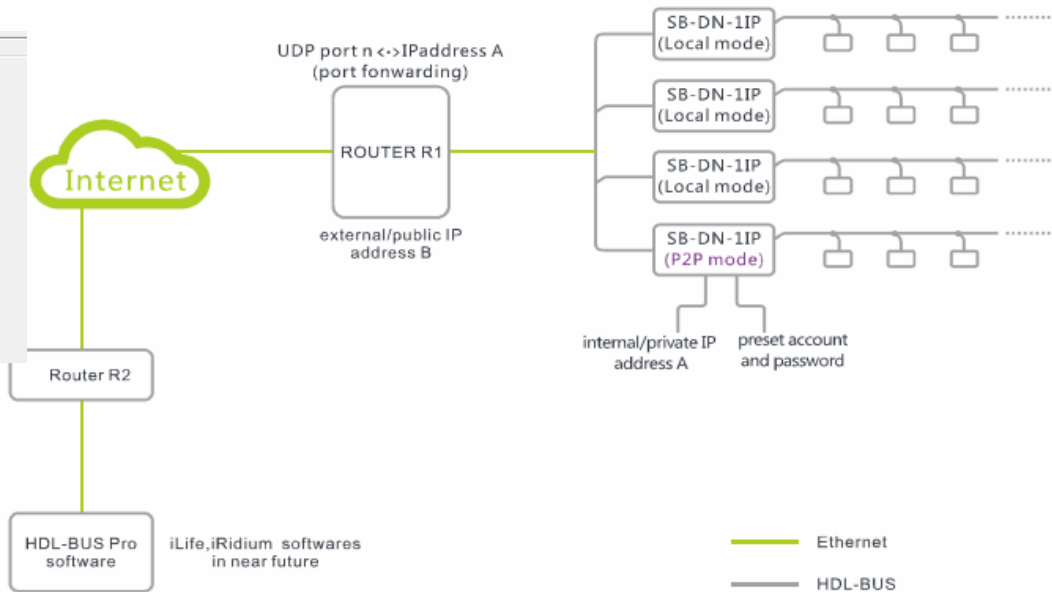 UDP port n <·>IPaddress A
(port fonwarding)
ROUTER R1
external/public IP
address B
Internet
Router R2
HDL-BUS Pro
software
iLife,iRidium softwares
in near future
SB-DN-1IP
(Local mode)
SB-DN-1IP
(Local mode)
SB-DN-1IP
(Local mode)
SB-DN-1IP
(P2P mode)
internal/private IP
address A
preset account
and password
Ethernet
HDL-BUS